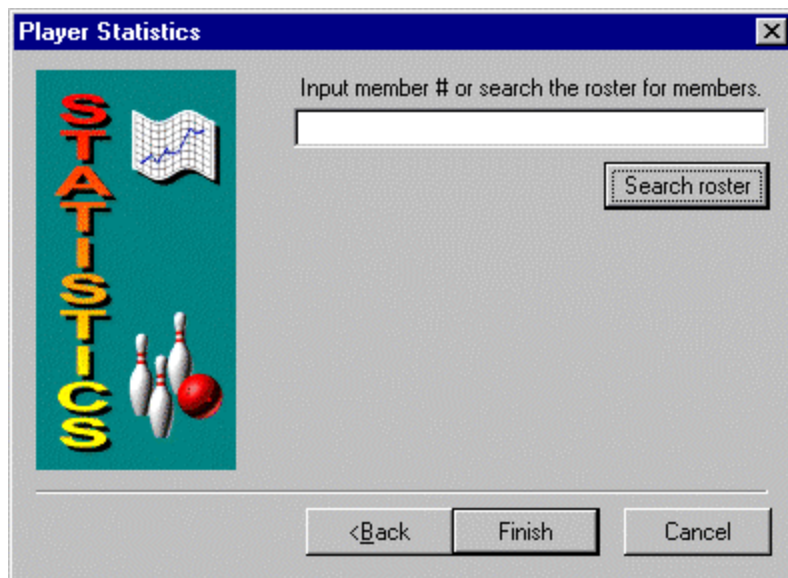 Player Statistics
STATISTICS
Input member # or search the roster for members.
Search roster
<Back
Finish
Cancel